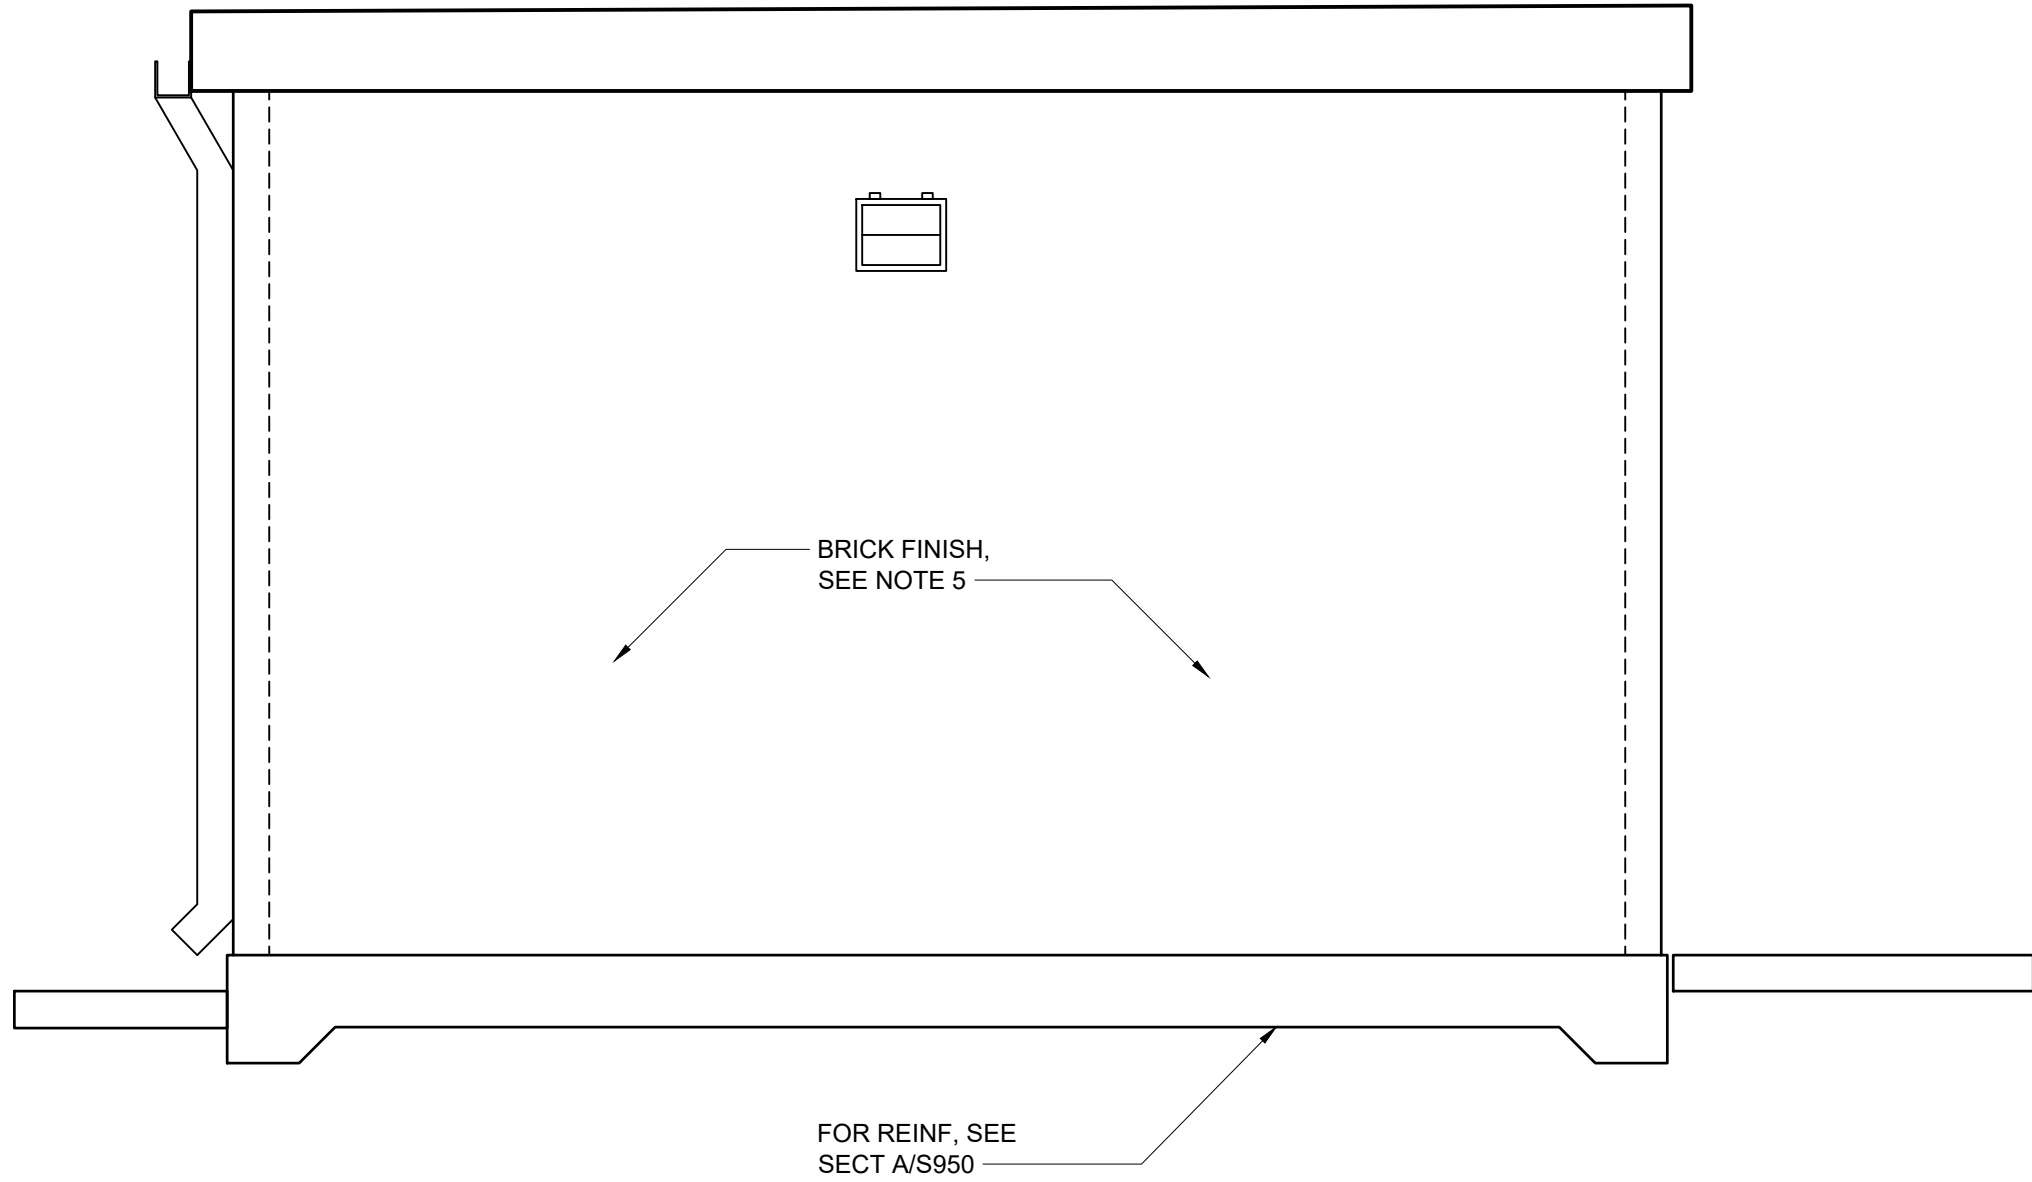 BRICK FINISH,
SEE NOTE 5
FOR REINF, SEE
SECT A/S950